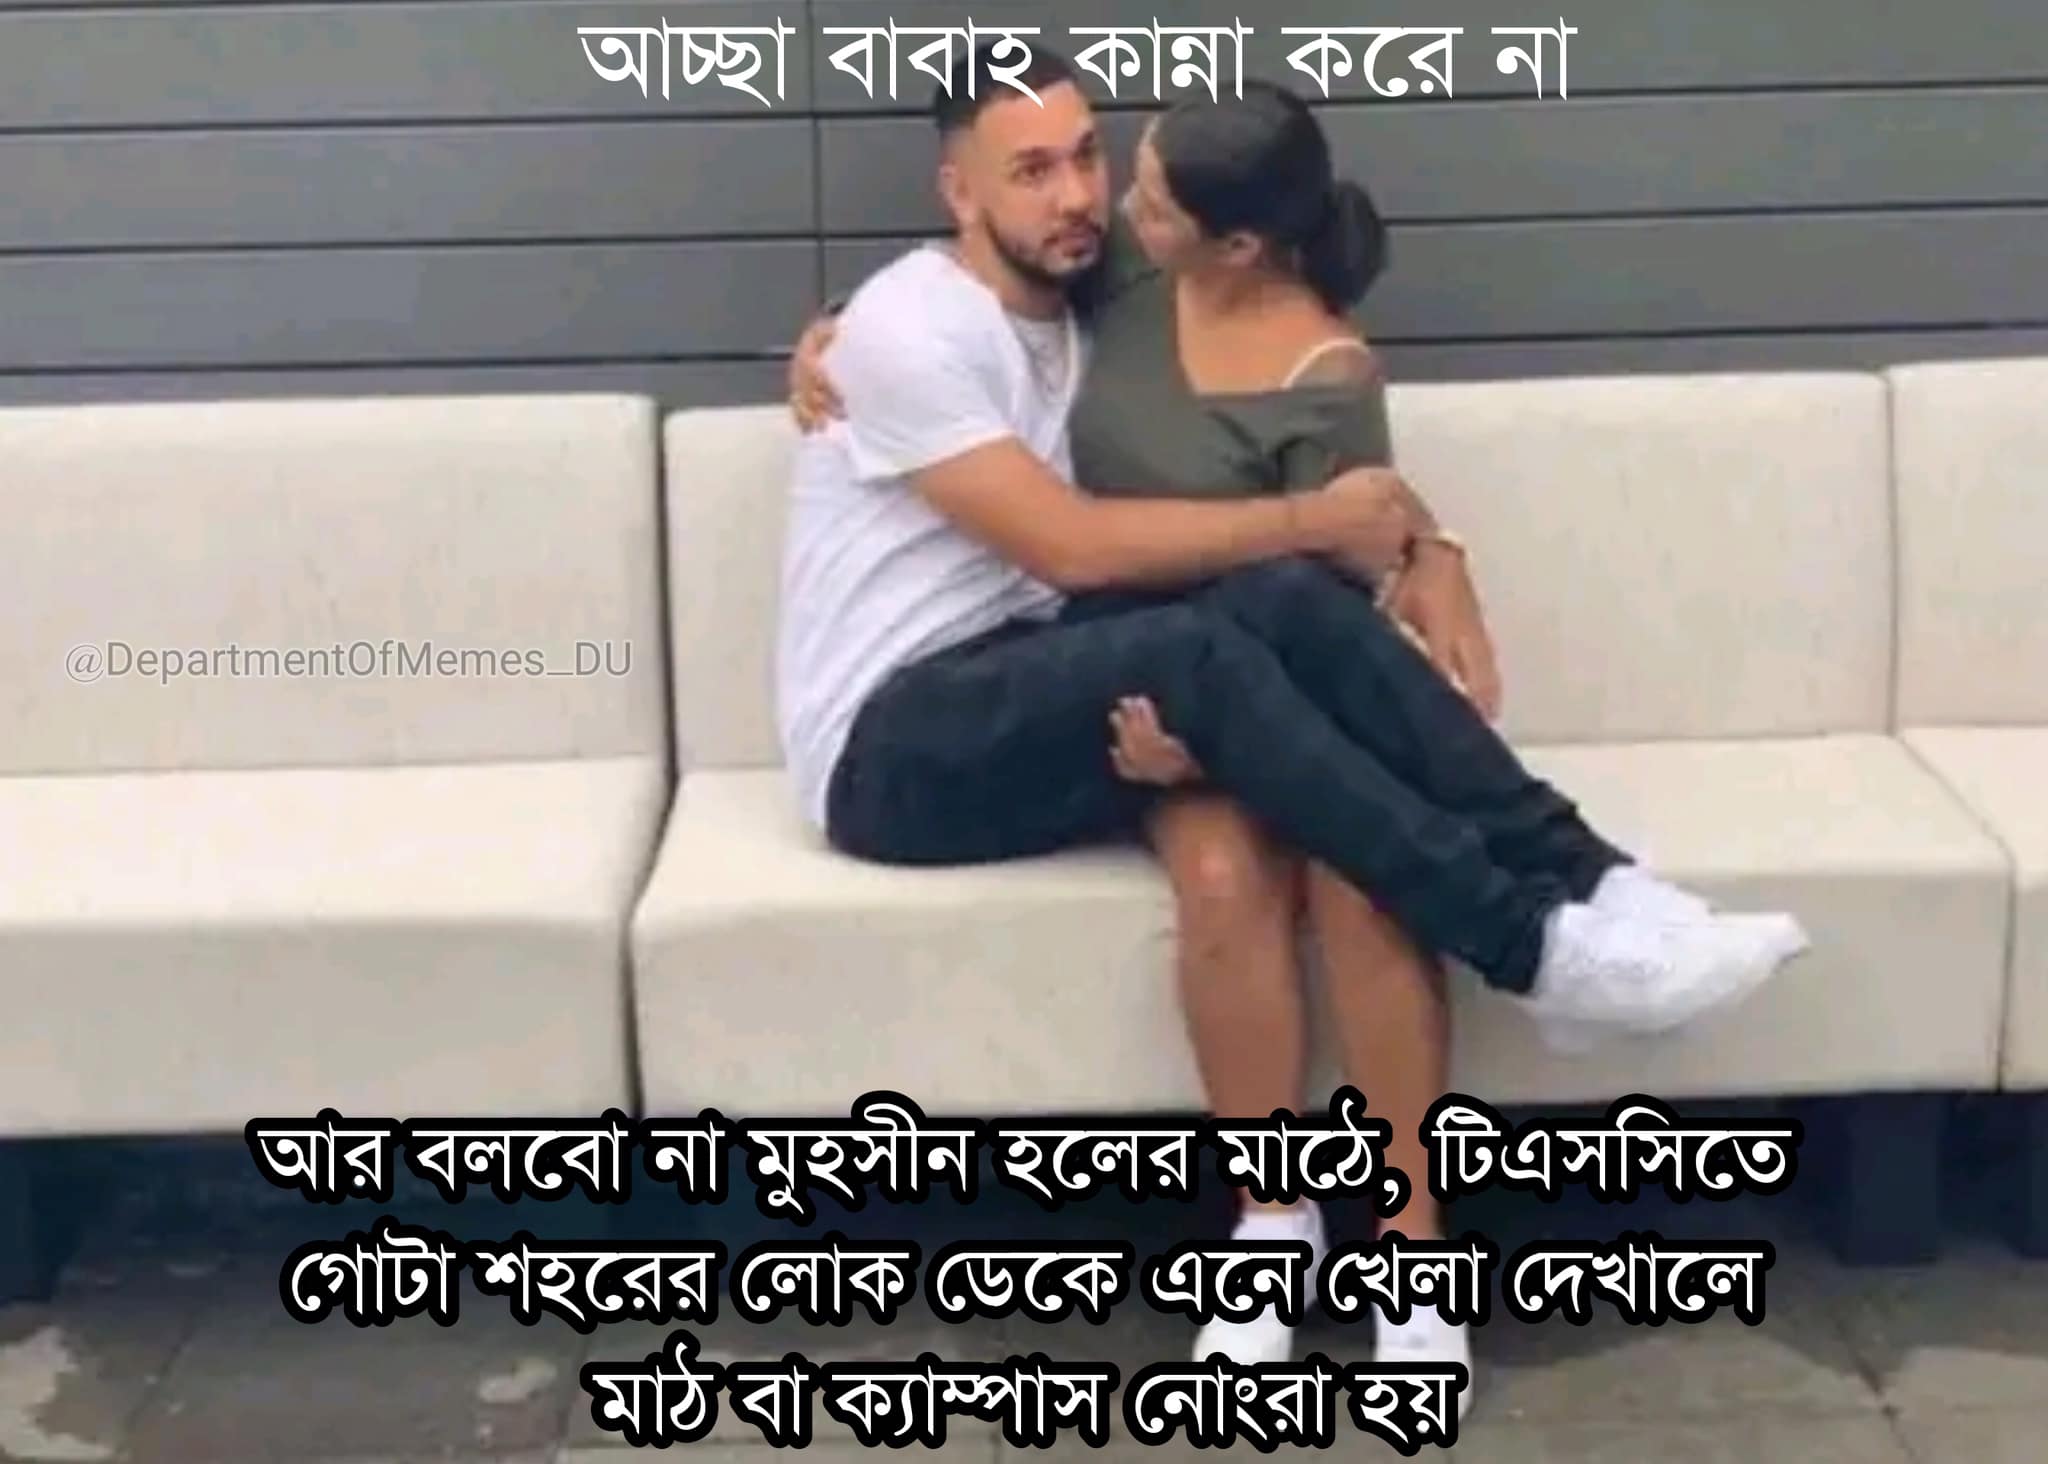 আচ্ছা বাবাহ কান্না করে না
@DepartmentOfMemes_DU
আর বলবো না মুহসীন হলের মাঠে, টিএসসিতে
গোটা শহরের লোক ডেকে এনে খেলা দেখালে
মাঠ বা ক্যাম্পাস নোংরা হয়